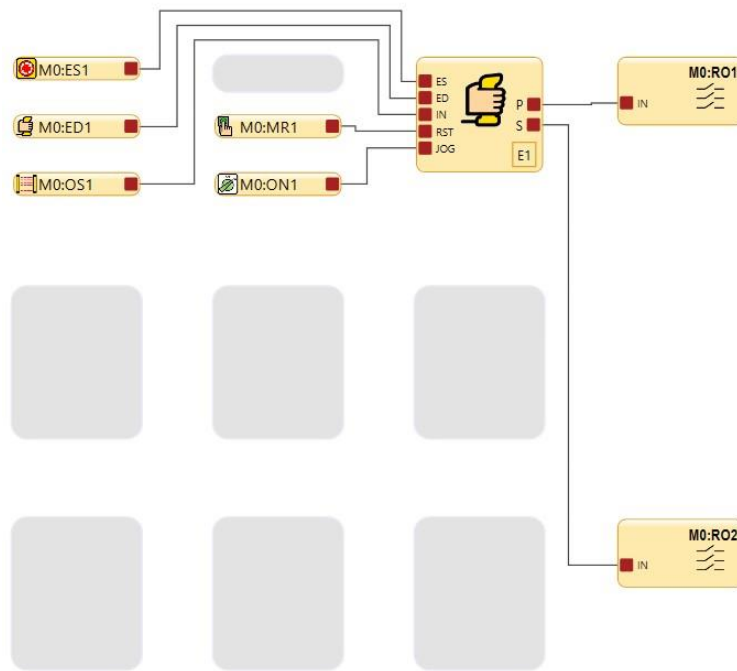 M0:ES1
M0:ED1
M0:OS1
M0:MR1
M0:ON1
ES
ED
IN
RST
JOG
P
S
E1
M0:RO1
IN
M0:RO2
IN